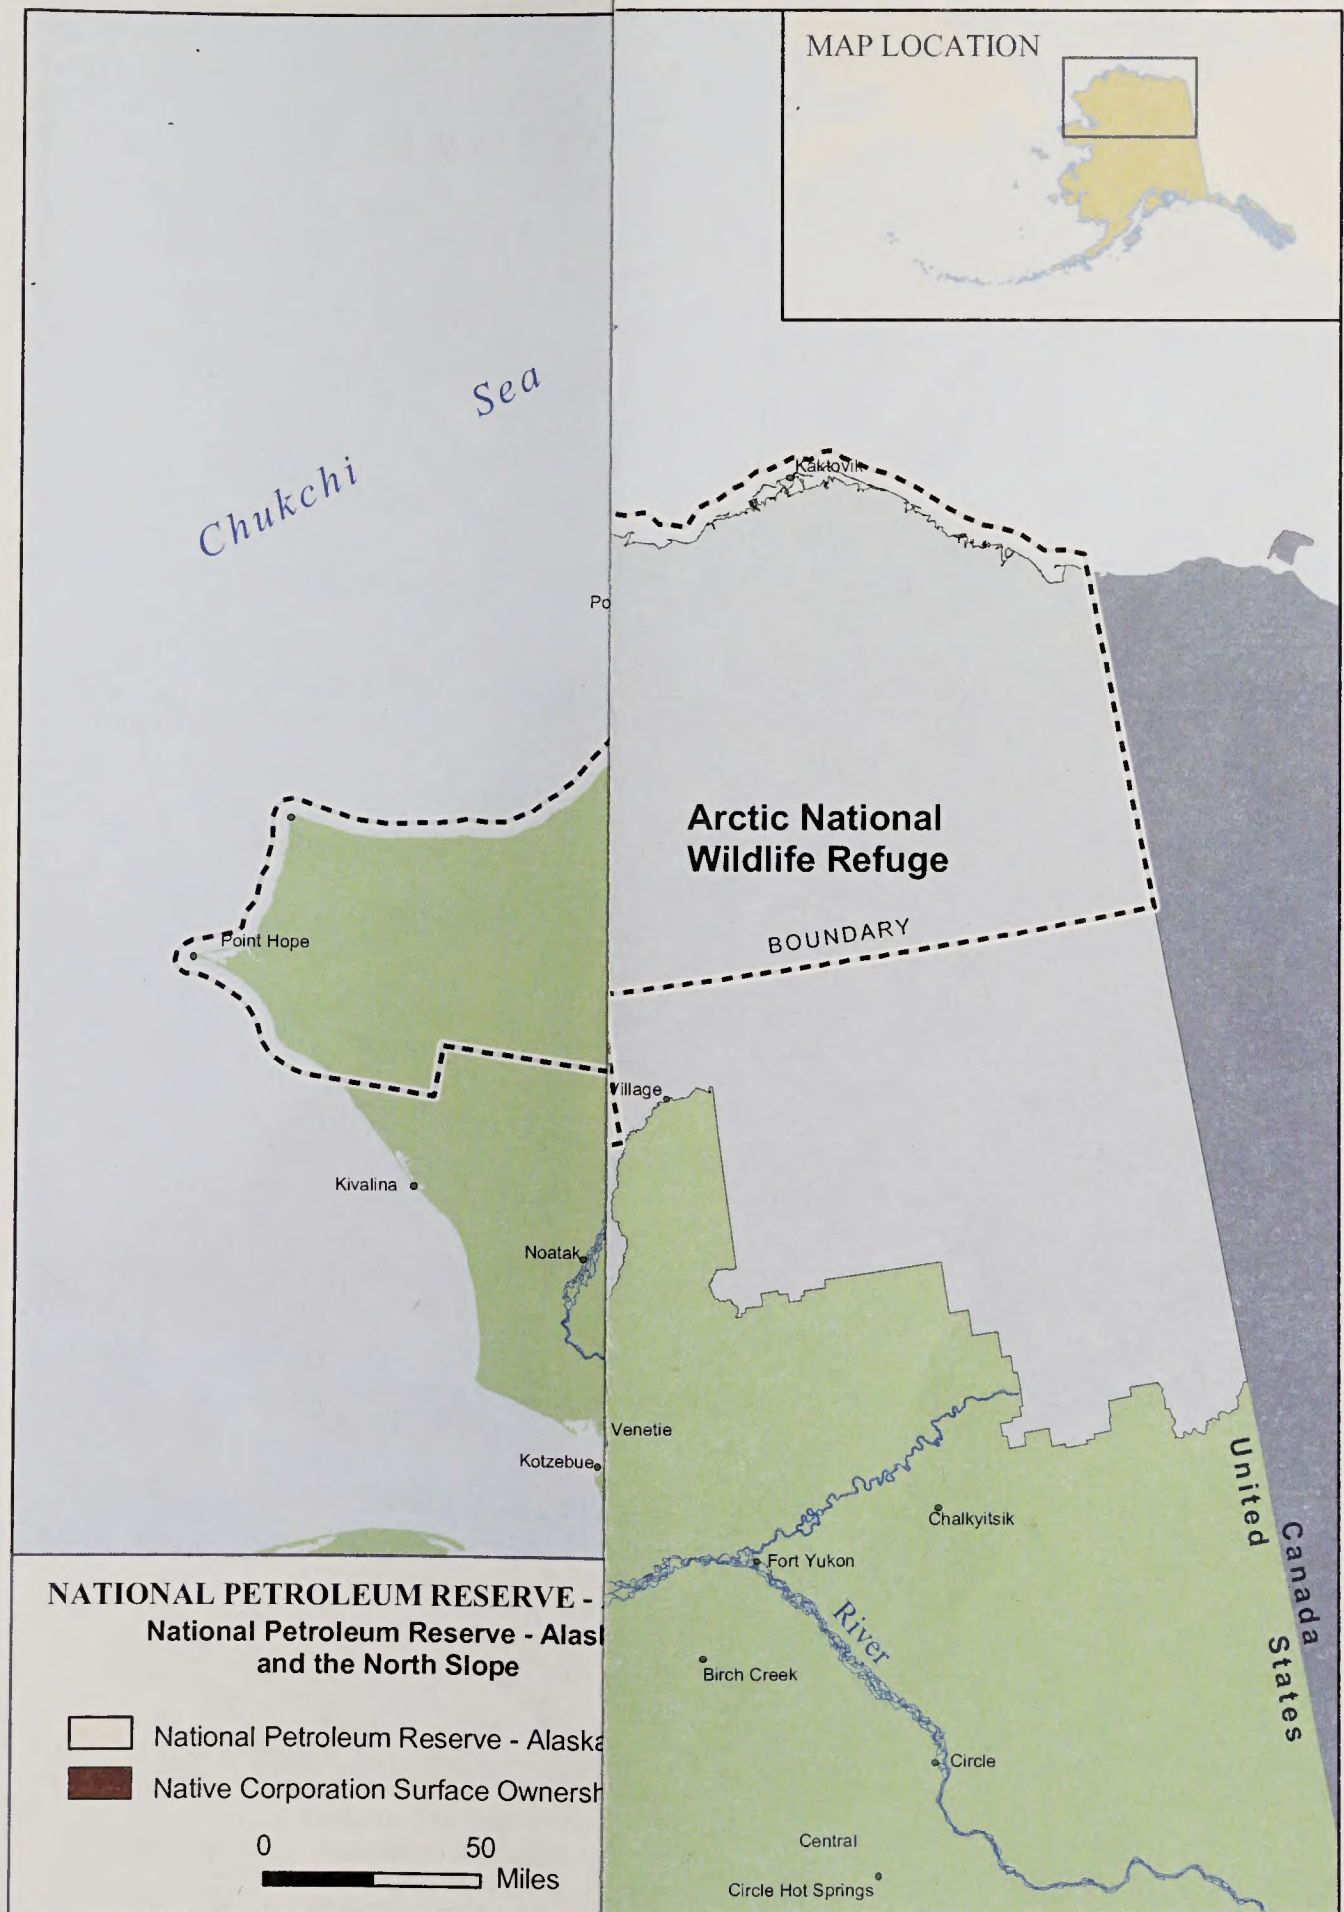 MAP LOCATION
Chukchi Sea
Kaktovik
Po
Arctic National
Wildlife Refuge
BOUNDARY
Point Hope
Village
Kivalina
Noatak
Venetie
Kotzebue
Chalkyitsik
Fort Yukon
River
Birch Creek
Circle
Central
Circle Hot Springs
United States
Canada
NATIONAL PETROLEUM RESERVE -
National Petroleum Reserve - Alas
and the North Slope
National Petroleum Reserve - Alaska
Native Corporation Surface Ownersh
0 50
Miles